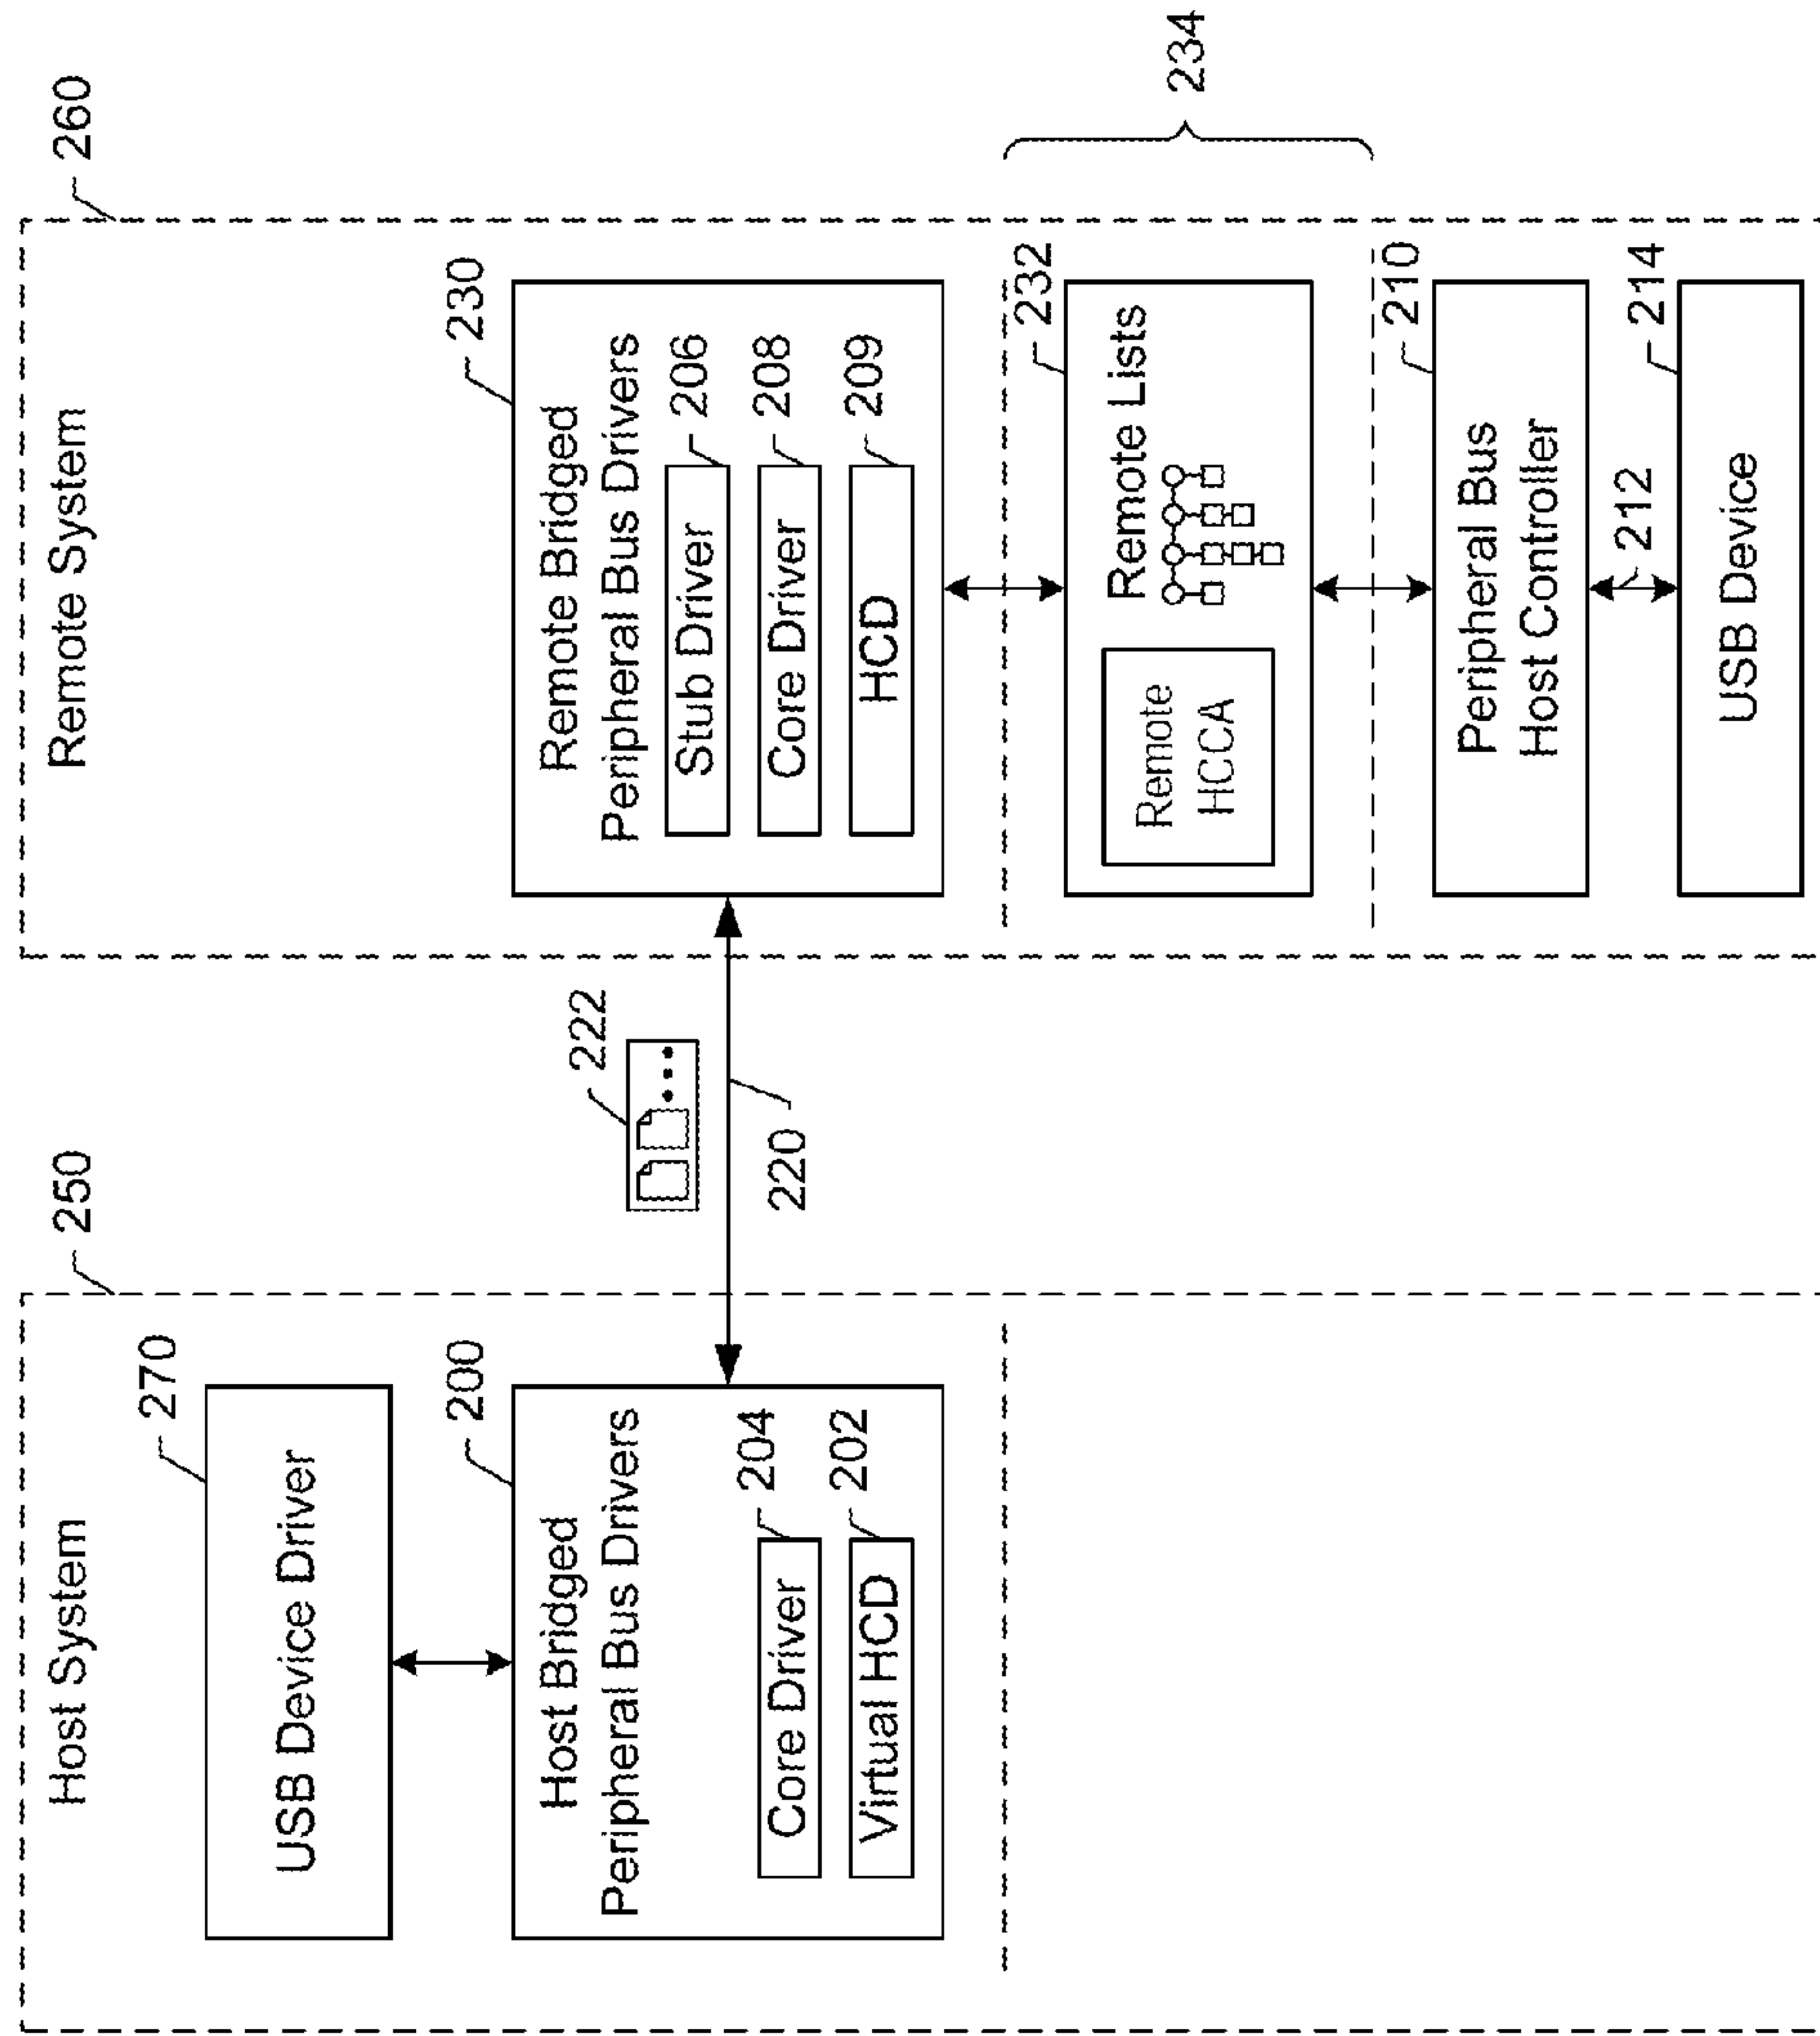 Host System
250
USB Device Driver
270
Host Bridged
Peripheral Bus Drivers
200
Core Driver
204
Virtual HCD
202
222
220
Remote System
260
Remote Bridged
Peripheral Bus Drivers
230
Stub Driver
206
Core Driver
208
HCD
209
Remote Lists
232
Remote
HCCA
234
Peripheral Bus
Host Controller
210
212
USB Device
214